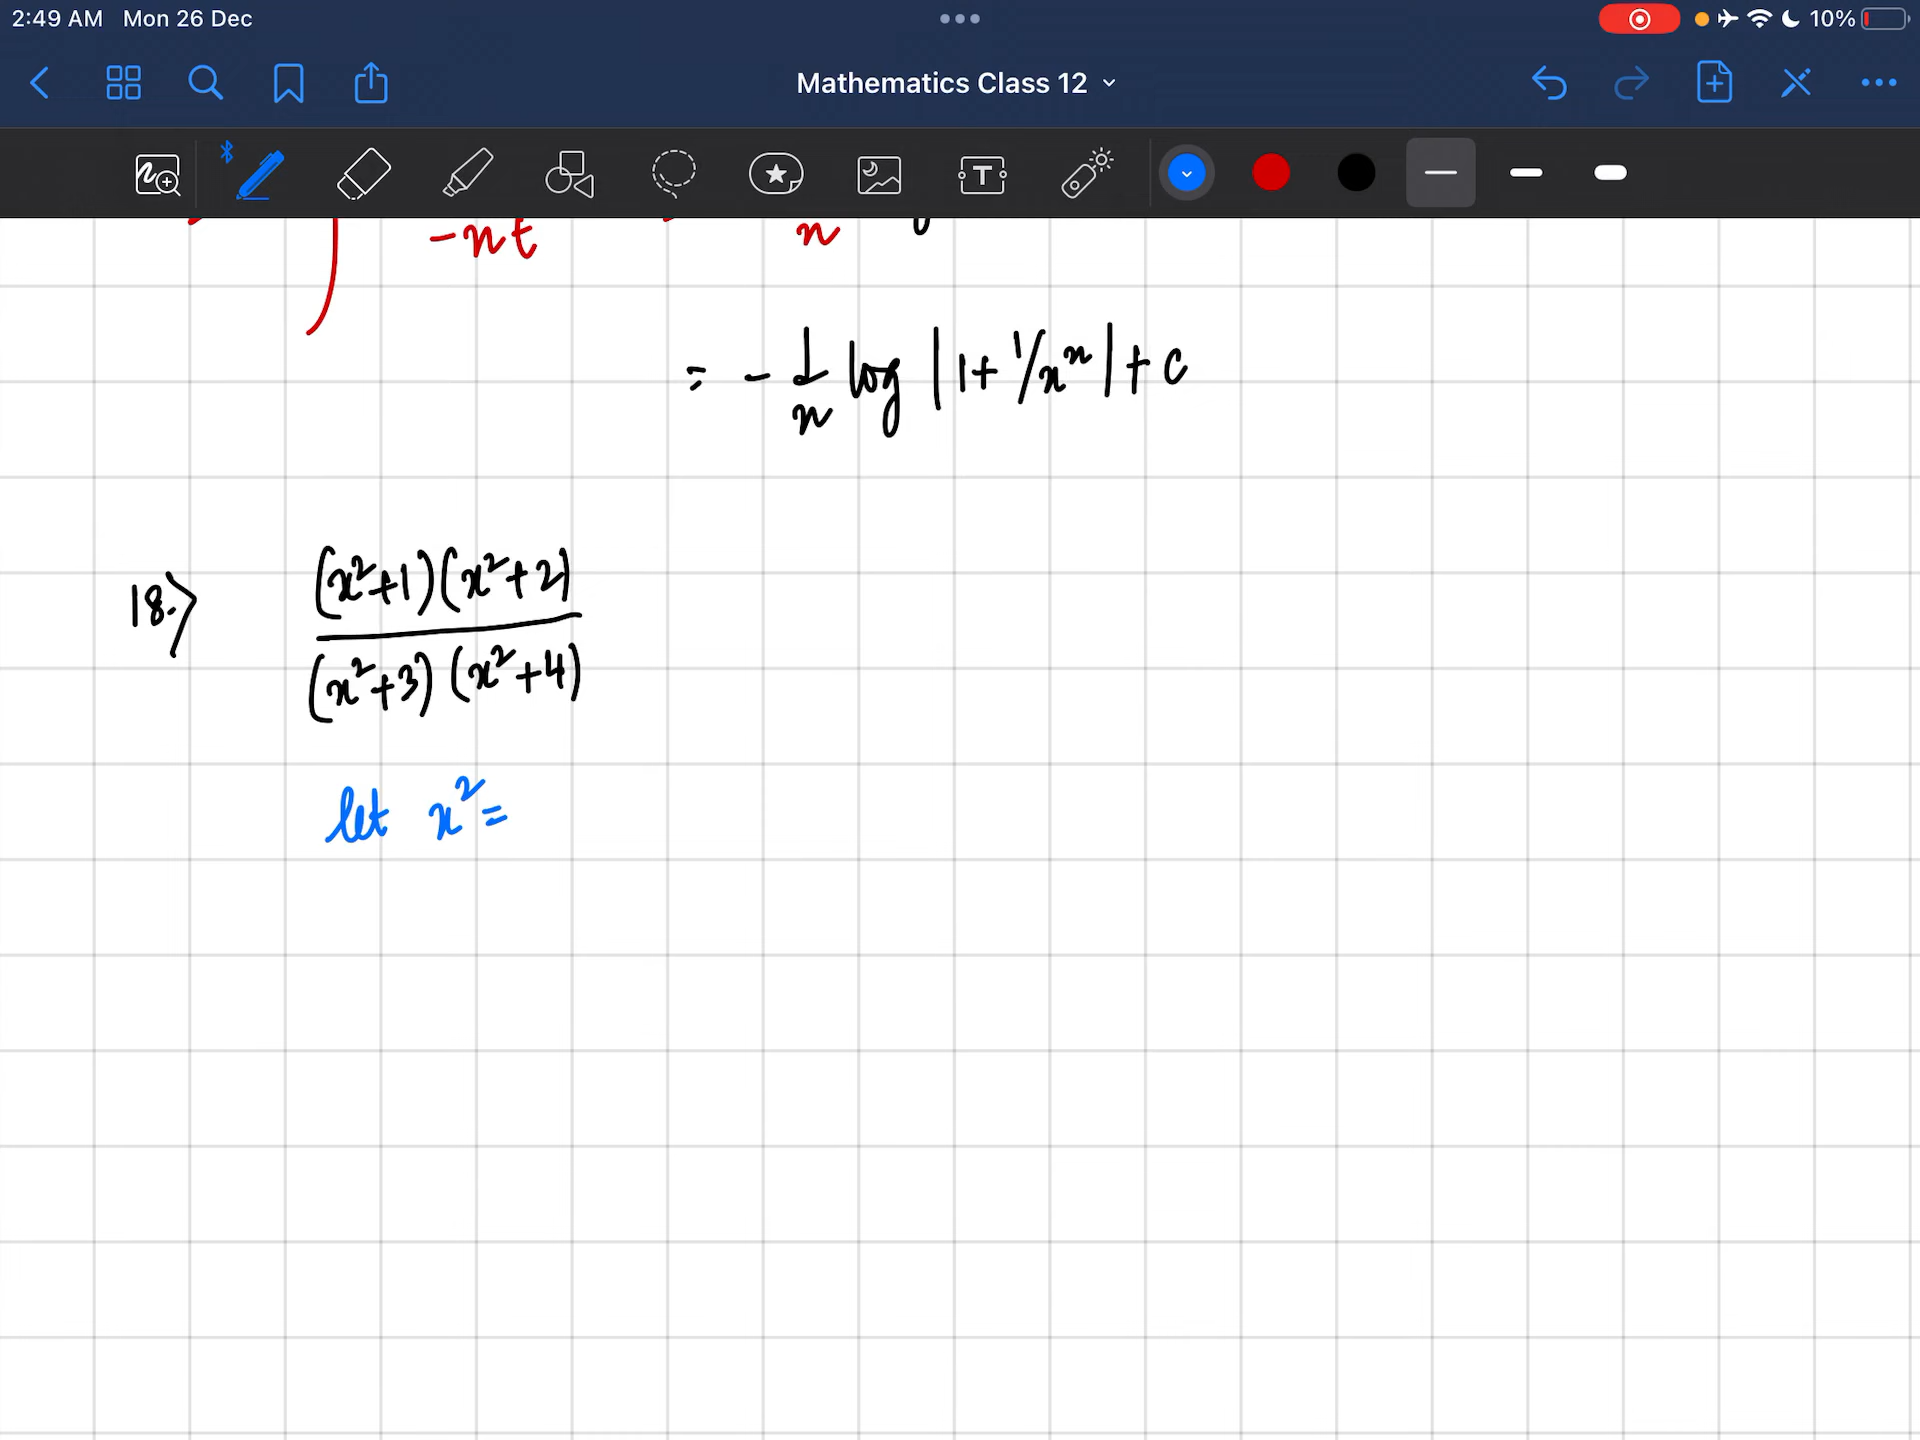 2:49 AM Mon 26 Dec 10%
Mathematics Class 12
T
-nt n
= - 1/n log |1+ 1/x^n| + c
18.> (x²+1)(x²+2)
(x²+3)(x²+4)
let x² =